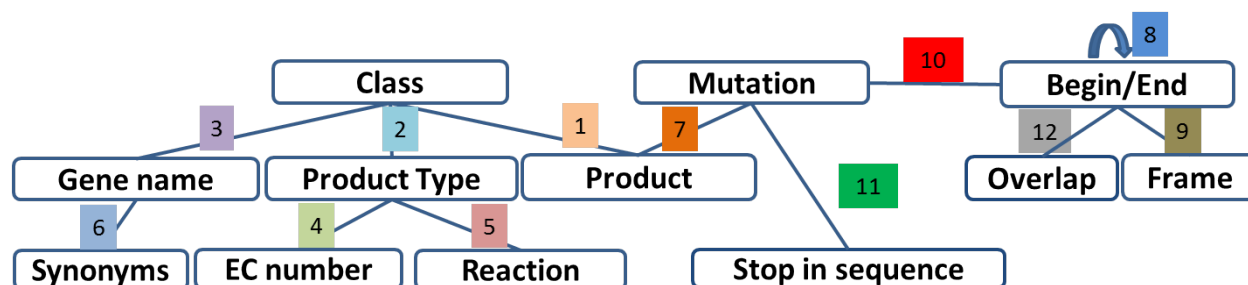 8
10
Class Mutation Begin/End
3 2 1 7 12 9
Gene name Product Type Product 11 Overlap Frame
6 4 5
Synonyms EC number Reaction Stop in sequence